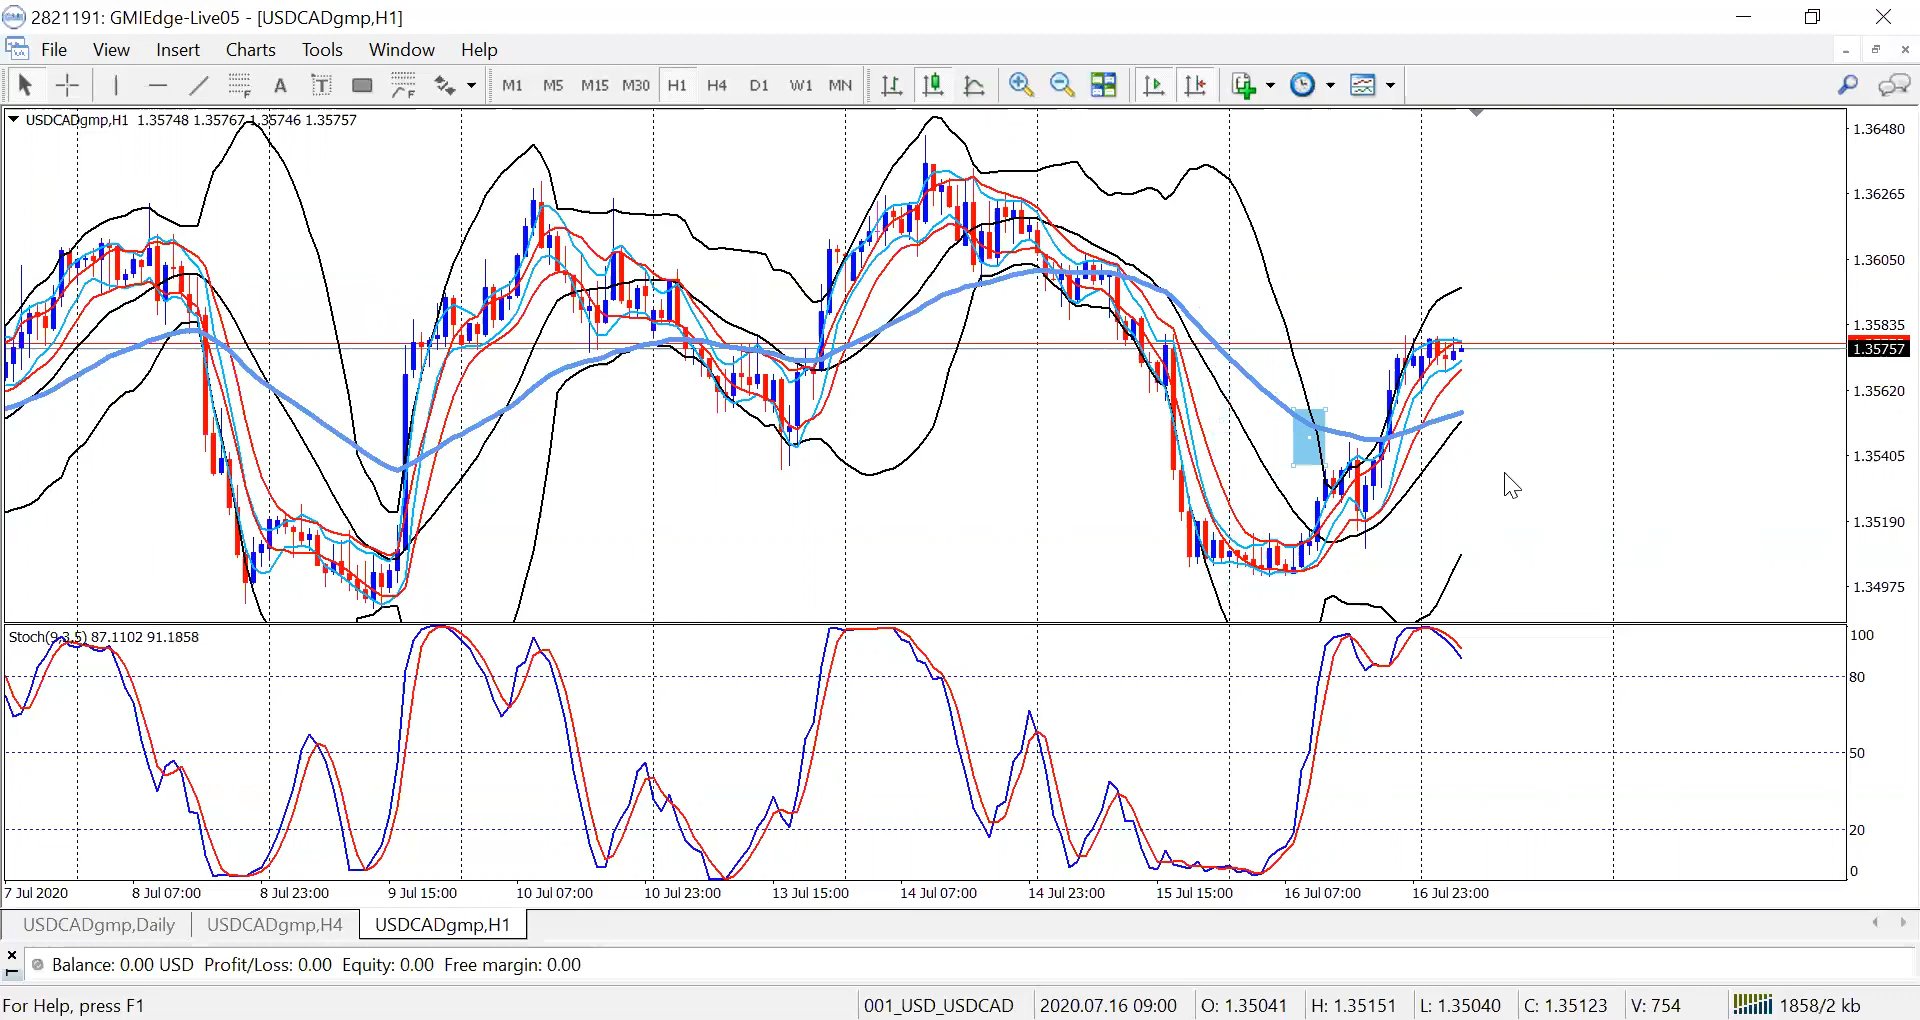 2821191: GMIEdge-Live05 - [USDCADgmp,H1]
File View Insert Charts Tools Window Help
A T F F M1 M5 M15 M30 H1 H4 D1 W1 MN
USDCADgmp,H1 1.35748 1.35767 1.35746 1.35757
1.36480
1.36265
1.36050
1.35835
1.35757
1.35620
1.35405
1.35190
1.34975
Stoch(9,3,5) 87.1102 91.1858
100
80
50
20
0
7 Jul 2020 8 Jul 07:00 8 Jul 23:00 9 Jul 15:00 10 Jul 07:00 10 Jul 23:00 13 Jul 15:00 14 Jul 07:00 14 Jul 23:00 15 Jul 15:00 16 Jul 07:00 16 Jul 23:00
USDCADgmp,Daily USDCADgmp,H4 USDCADgmp,H1
Balance: 0.00 USD Profit/Loss: 0.00 Equity: 0.00 Free margin: 0.00
For Help, press F1 001_USD_USDCAD 2020.07.16 09:00 O: 1.35041 H: 1.35151 L: 1.35040 C: 1.35123 V: 754 1858/2 kb